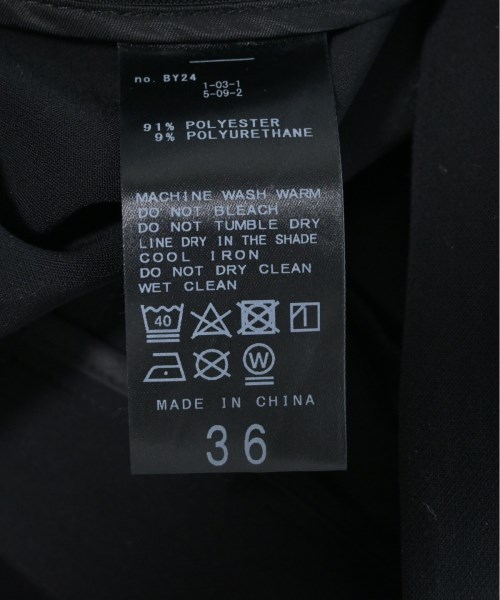 no. BY24
1-03-1
5-09-2
91% POLYESTER
9% POLYURETHANE
MACHINE WASH WARM
DO NOT BLEACH
DO NOT TUMBLE DRY
LINE DRY IN THE SHADE
COOL IRON
DO NOT DRY CLEAN
WET CLEAN
40
W
MADE IN CHINA
36